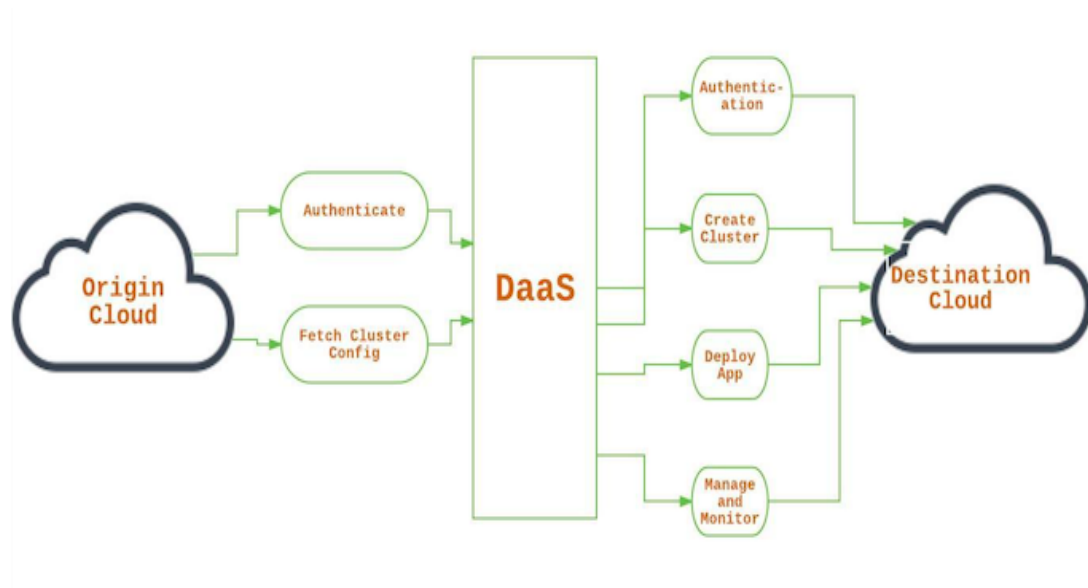 Origin
Cloud
Authenticate
Fetch Cluster
Config
DaaS
Authentic-
ation
Create
Cluster
Deploy
App
Manage
and
Monitor
Destination
Cloud